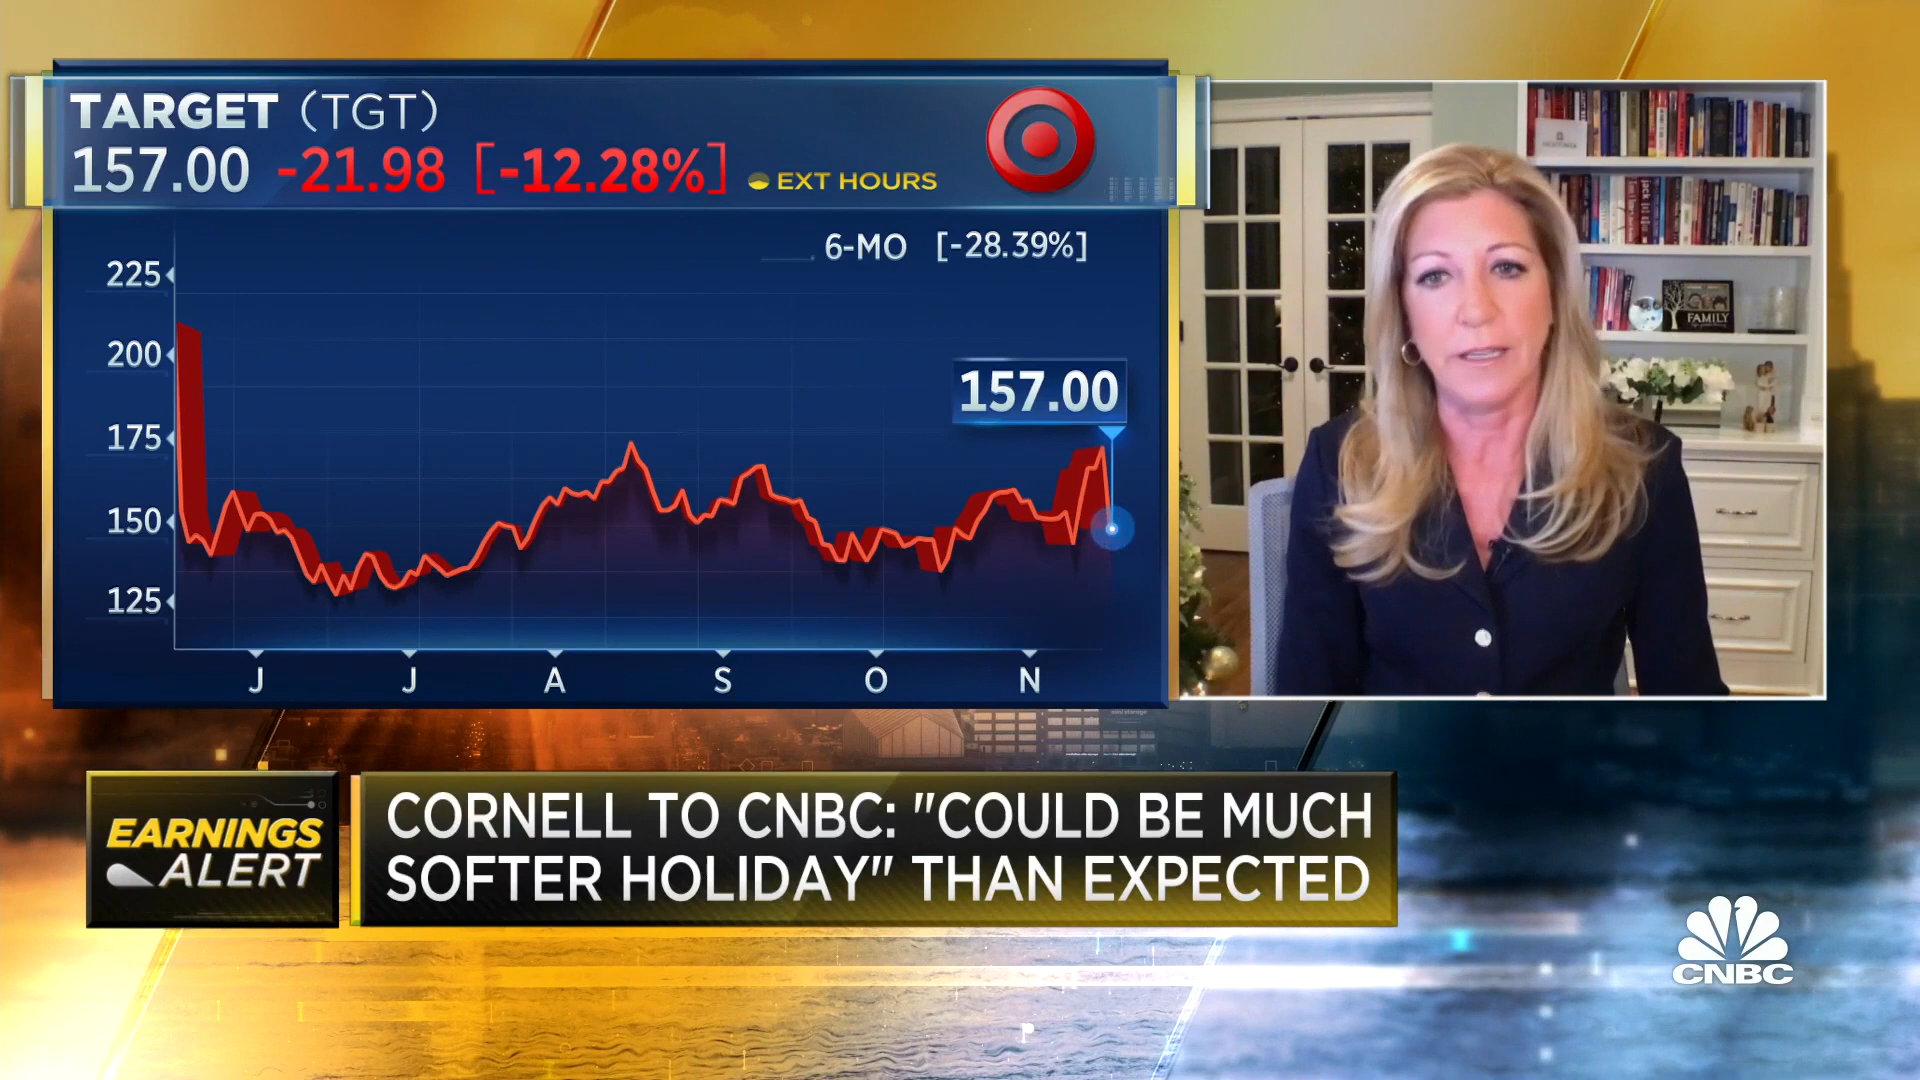 TARGET (TGT)
157.00 -21.98 [-12.28%] EXT HOURS
6-MO [-28.39%]
225
200
175
150
125
157.00
J J A S O N
FAMILY
EARNINGS
ALERT
CORNELL TO CNBC: "COULD BE MUCH
SOFTER HOLIDAY" THAN EXPECTED
CNBC